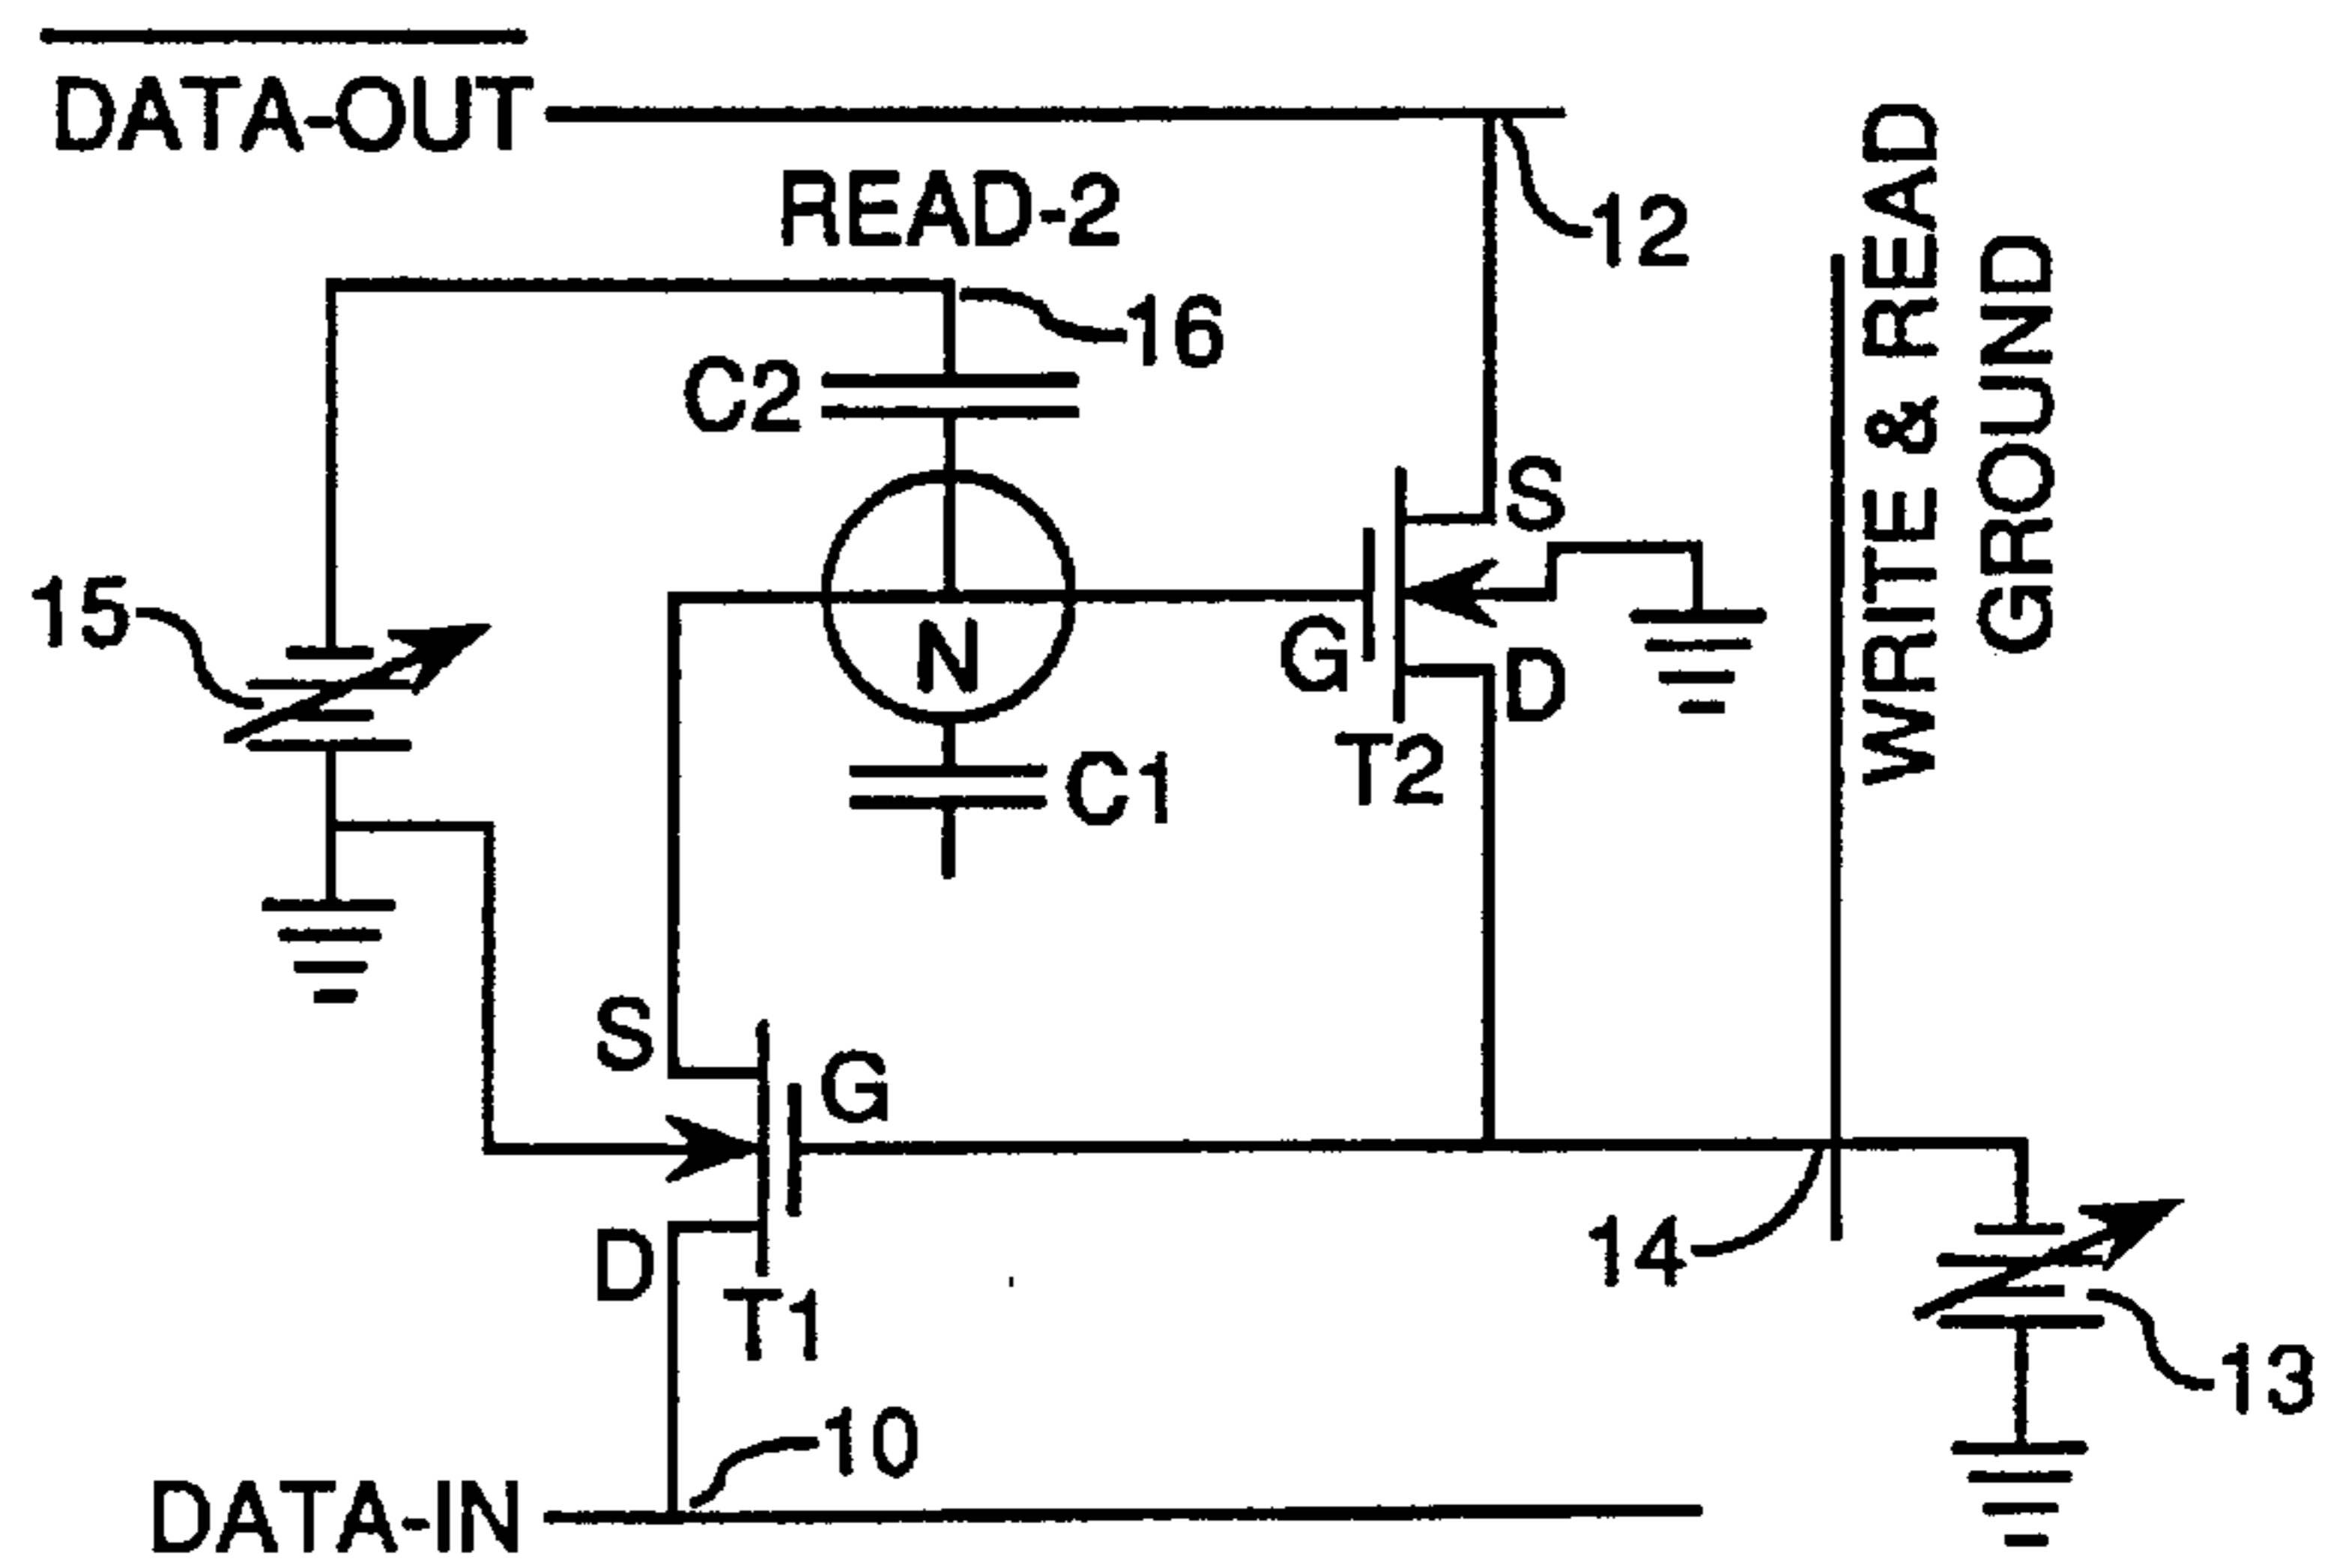 DATA-OUT
READ-2
12
16
C2
WRITE & READ
GROUND
S
15
G
N
D
T2
C1
S
G
D
T1
14
13
10
DATA-IN